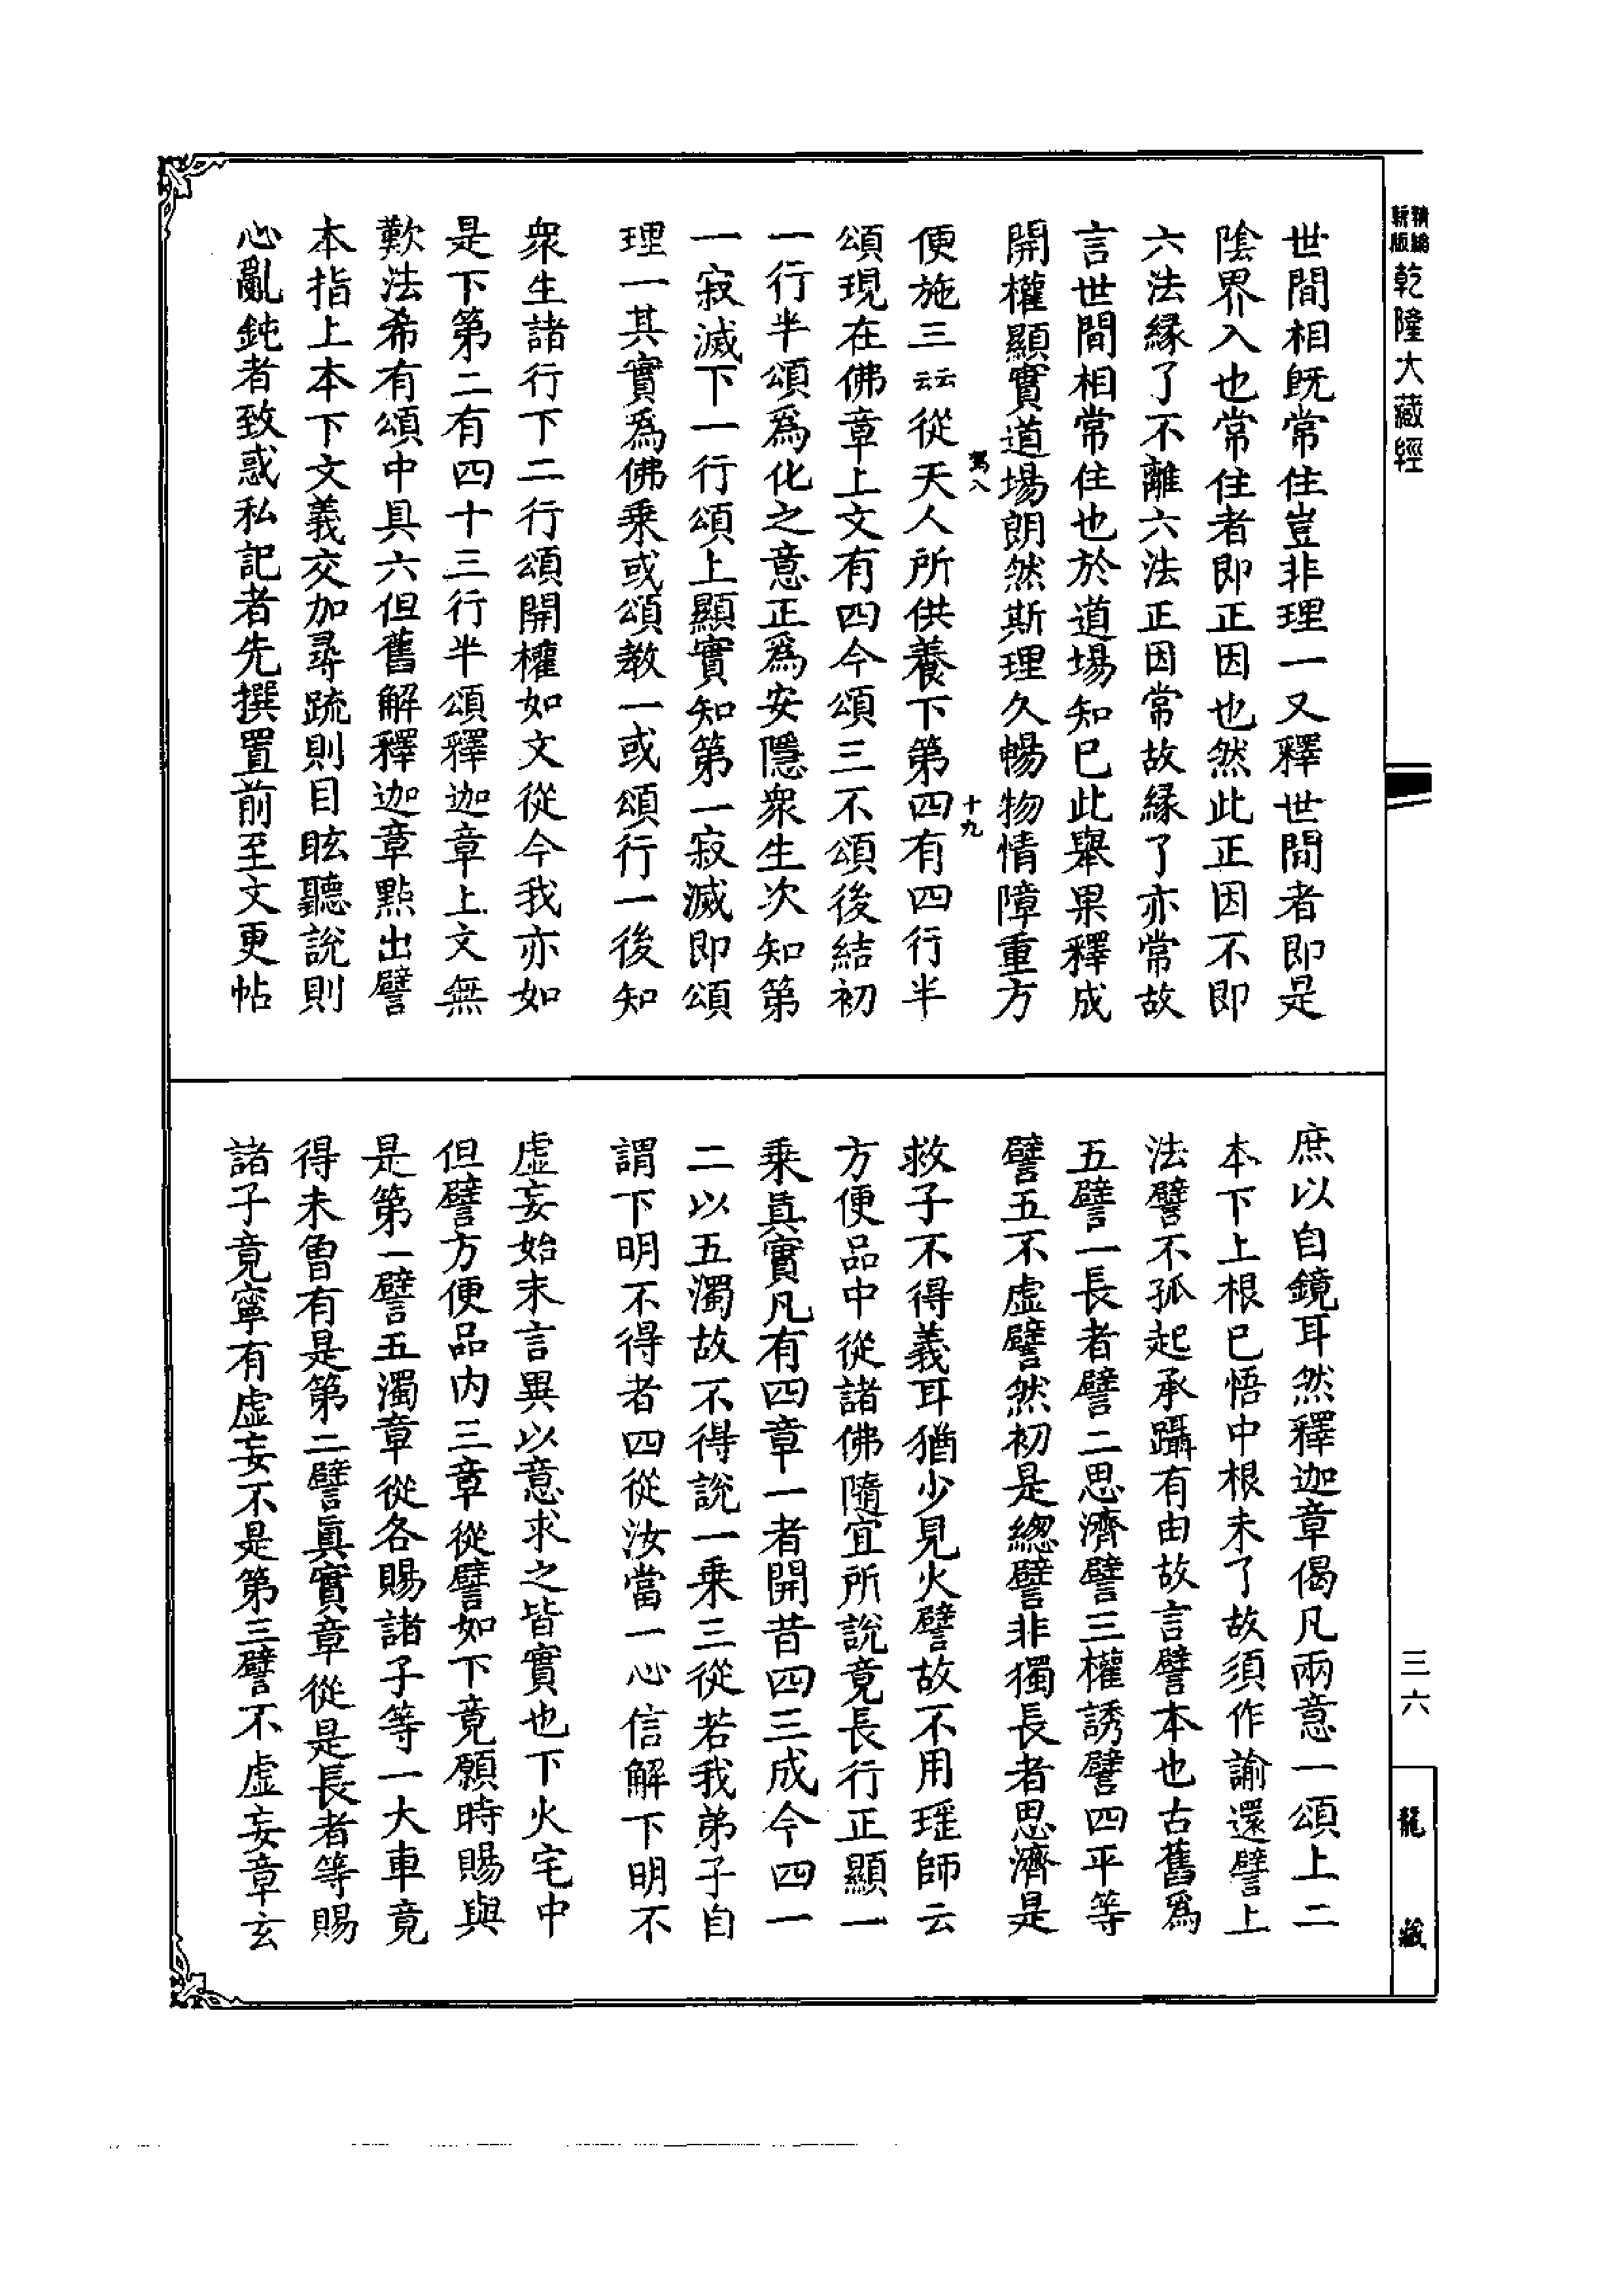 新編
縮版
乾隆大藏經
世間相旣常住豈非理一又釋世間者即是
陰界入也常住者即正因也然此正因不即
六法緣了不離六法正因常故緣了亦常故
言世間相常住也於道場知已此舉果釋成
開權顯實道場朗然斯理久暢物情障重方
駕八
十九
便施三云云從天人所供養下第四有四行半
頌現在佛章上文有四今頌三不頌後結初
一行半頌爲化之意正爲安隱衆生次知第
一寂滅下一行頌上顯實知第一寂滅即頌
理一其實爲佛乗或頌教一或頌行一後知
衆生諸行下二行頌開權如文從今我亦如
是下第二有四十三行半頌釋迦章上文無
歎法希有頌中具六但舊解釋迦章點出譬
本指上本下文義交加尋疏則目眩聽說則
心亂鈍者致惑私記者先撰置前至文更帖
庶以自鏡耳然釋迦章偈凡兩意一頌上二
本下上根已悟中根未了故須作諭還譬上
法譬不孤起承躡有由故言譬本也古舊爲
五譬一長者譬二思濟譬三權誘譬四平等
譬五不虛譬然初是總譬非獨長者思濟是
救子不得義耳猶少見火譬故不用瑤師云
方便品中從諸佛隨宜所說竟長行正顯一
乗眞實凡有四章一者開昔四三成今四一
二以五濁故不得說一乗三從若我弟子自
謂下明不得者四從汝當一心信解下明不
虛妄始末言異以意求之皆實也下火宅中
但譬方便品内三章從譬如下竟願時賜與
是第一譬五濁章從各賜諸子等一大車竟
得未曾有是第二譬眞實章從是長者等賜
諸子竟寧有虛妄不是第三譬不虛妄章玄
三六
龍藏